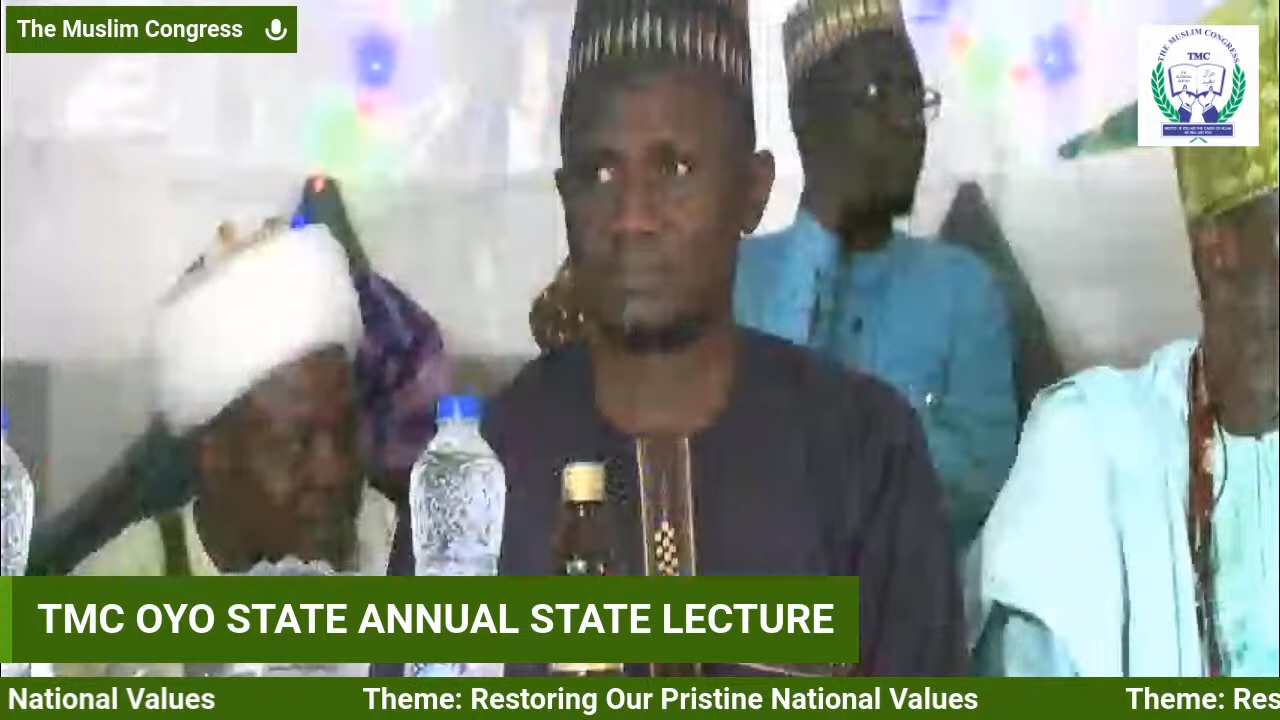 The Muslim Congress
THE MUSLIM CONGRESS
TMC
TMC OYO STATE ANNUAL STATE LECTURE
National Values Theme: Restoring Our Pristine National Values Theme: Res